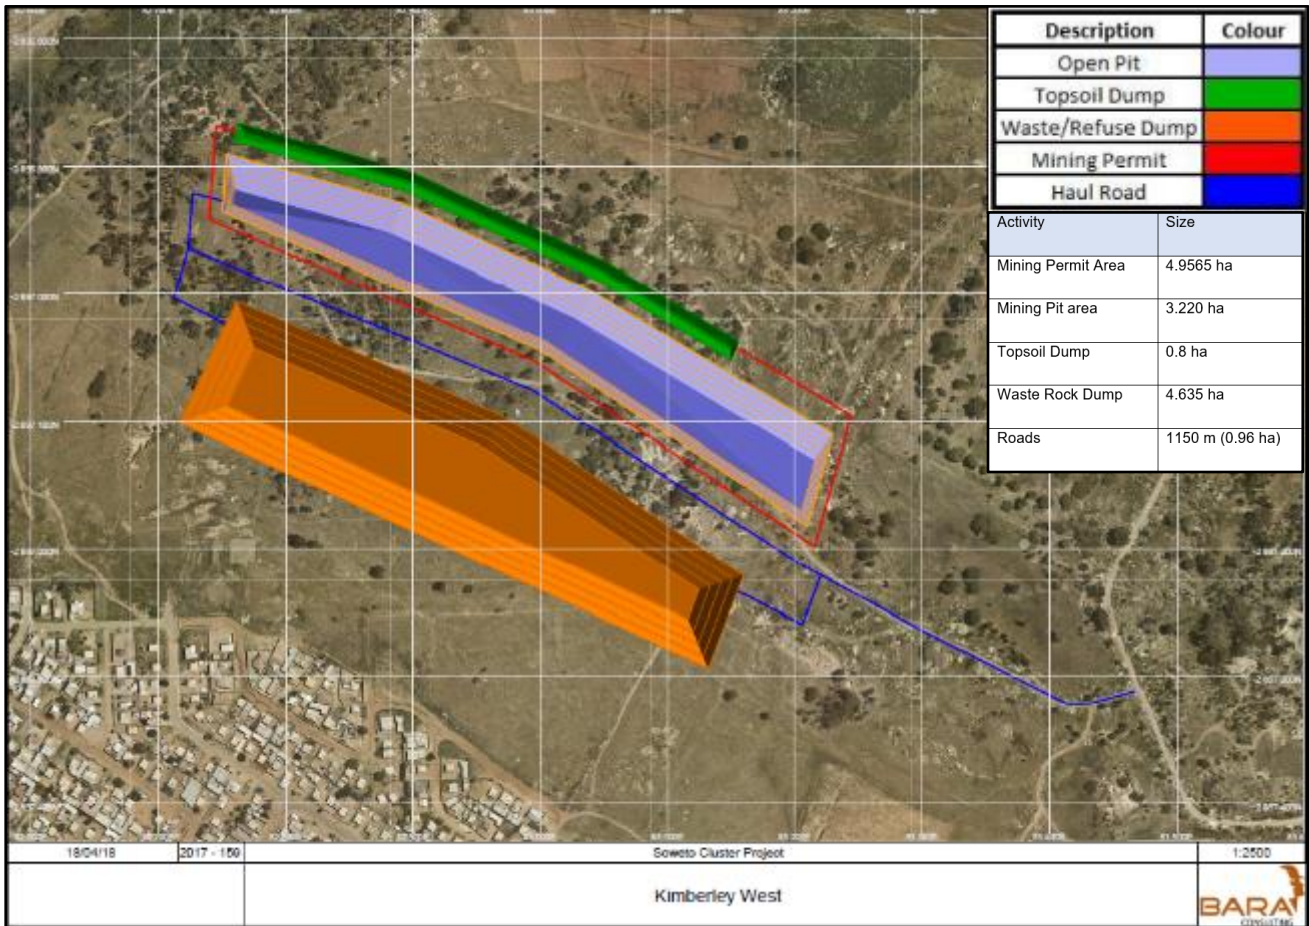 Description Colour
Open Pit
Topsoil Dump
Waste/Refuse Dump
Mining Permit
Haul Road
Activity Size
Mining Permit Area 4.9565 ha
Mining Pit area 3.220 ha
Topsoil Dump 0.8 ha
Waste Rock Dump 4.635 ha
Roads 1150 m (0.96 ha)
18/04/18 2017 - 150 Soweto Cluster Project 1:2500
Kimberley West
BARA
CONSULTING